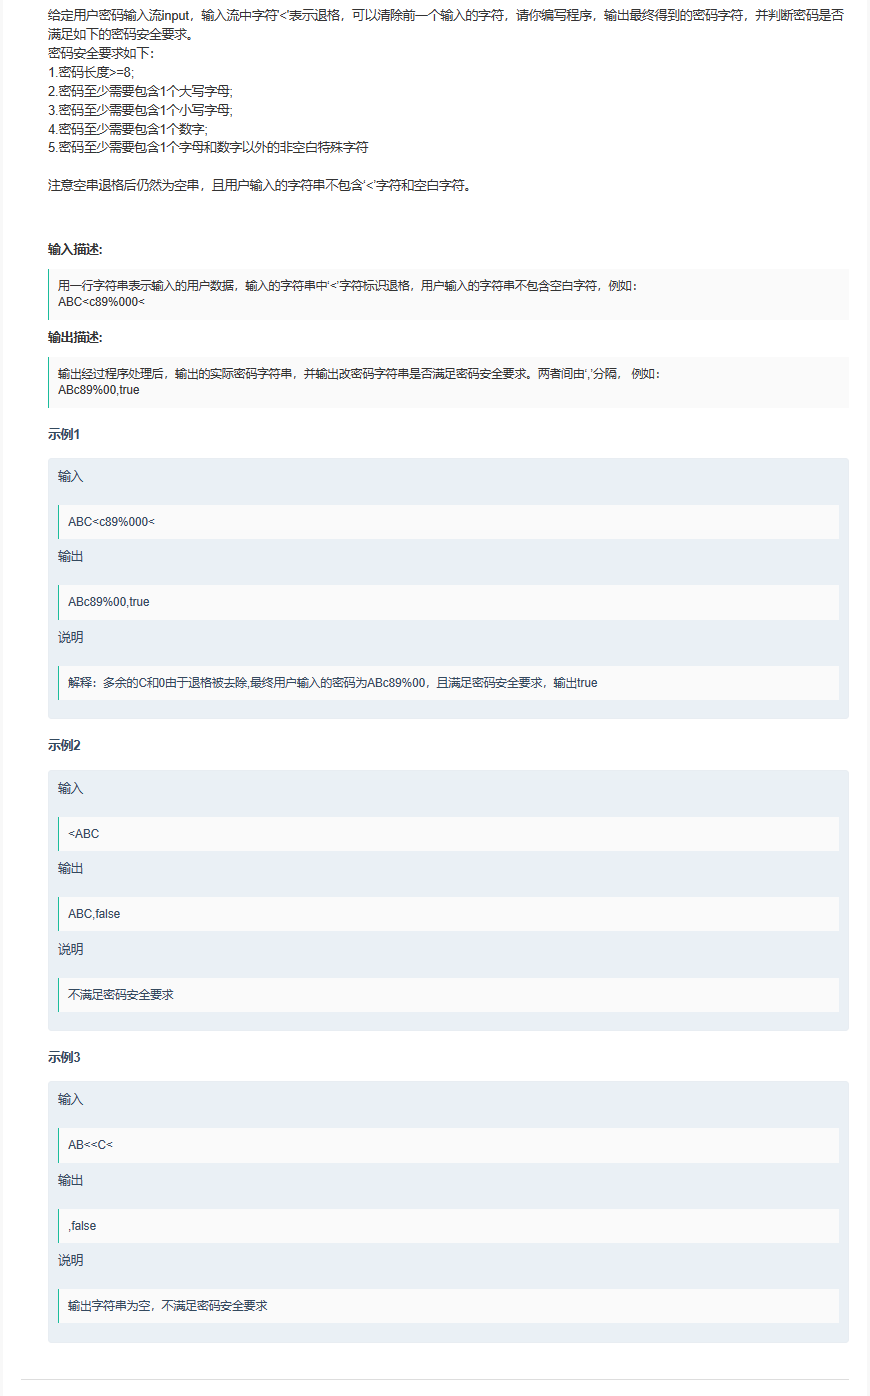 给定用户密码输入流input，输入流中字符'<'表示退格，可以清除前一个输入的字符，请你编写程序，输出最终得到的密码字符，并判断密码是否
满足如下的密码安全要求。
密码安全要求如下：
1.密码长度>=8;
2.密码至少需要包含1个大写字母;
3.密码至少需要包含1个小写字母;
4.密码至少需要包含1个数字;
5.密码至少需要包含1个字母和数字以外的非空白特殊字符
注意空串退格后仍然为空串，且用户输入的字符串不包含'<'字符和空白字符。
输入描述:
用一行字符串表示输入的用户数据，输入的字符串中'<'字符标识退格，用户输入的字符串不包含空白字符，例如：
ABC<c89%000<
输出描述:
输出经过程序处理后，输出的实际密码字符串，并输出改密码字符串是否满足密码安全要求。两者间由','分隔， 例如：
ABc89%00,true
示例1
输入
ABC<c89%000<
输出
ABc89%00,true
说明
解释：多余的C和0由于退格被去除,最终用户输入的密码为ABc89%00，且满足密码安全要求，输出true
示例2
输入
<ABC
输出
ABC,false
说明
不满足密码安全要求
示例3
输入
AB<<C<
输出
,false
说明
输出字符串为空，不满足密码安全要求